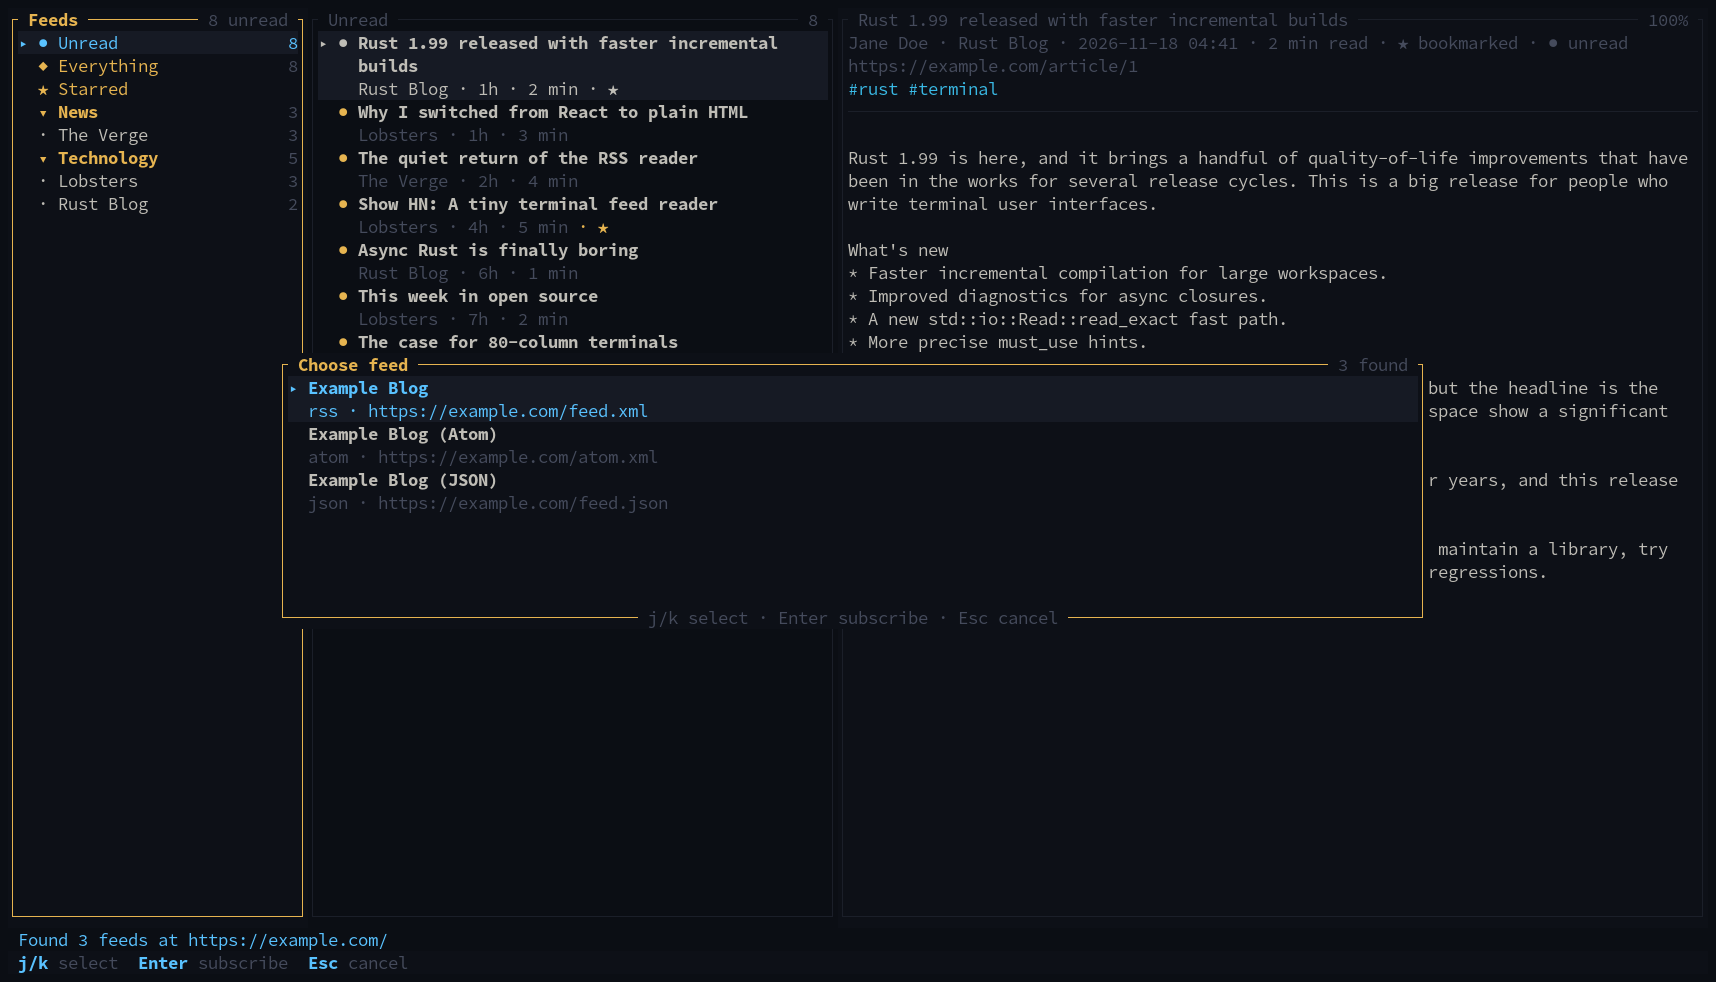 Feeds 8 unread
▸ ● Unread 8
◆ Everything 8
★ Starred
▾ News 3
· The Verge 3
▾ Technology 5
· Lobsters 3
· Rust Blog 2
Unread 8
▸ ● Rust 1.99 released with faster incremental
builds
Rust Blog · 1h · 2 min · ★
● Why I switched from React to plain HTML
Lobsters · 1h · 3 min
● The quiet return of the RSS reader
The Verge · 2h · 4 min
● Show HN: A tiny terminal feed reader
Lobsters · 4h · 5 min · ★
● Async Rust is finally boring
Rust Blog · 6h · 1 min
● This week in open source
Lobsters · 7h · 2 min
● The case for 80-column terminals
Rust 1.99 released with faster incremental builds 100%
Jane Doe · Rust Blog · 2026-11-18 04:41 · 2 min read · ★ bookmarked · ● unread
https://example.com/article/1
#rust #terminal
Rust 1.99 is here, and it brings a handful of quality-of-life improvements that have
been in the works for several release cycles. This is a big release for people who
write terminal user interfaces.
What's new
* Faster incremental compilation for large workspaces.
* Improved diagnostics for async closures.
* A new std::io::Read::read_exact fast path.
* More precise must_use hints.
but the headline is the
space show a significant
r years, and this release
maintain a library, try
regressions.
Choose feed 3 found
▸ Example Blog
rss · https://example.com/feed.xml
Example Blog (Atom)
atom · https://example.com/atom.xml
Example Blog (JSON)
json · https://example.com/feed.json
j/k select · Enter subscribe · Esc cancel
Found 3 feeds at https://example.com/
j/k select Enter subscribe Esc cancel